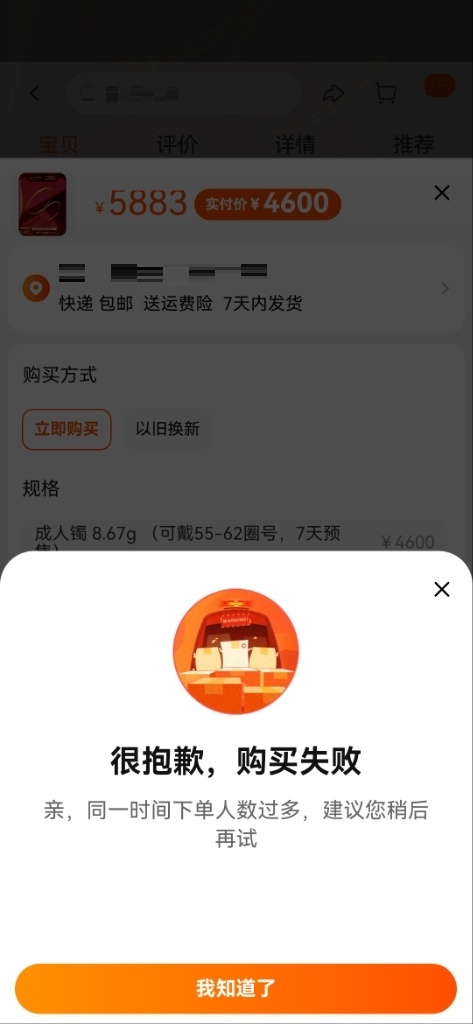 宝贝 评价 详情 推荐
¥5883 实付价¥4600
快递 包邮 送运费险 7天内发货
购买方式
立即购买 以旧换新
规格
成人镯 8.67g （可戴55-62圈号，7天预
售） ¥4600
很抱歉，购买失败
亲，同一时间下单人数过多，建议您稍后
再试
我知道了